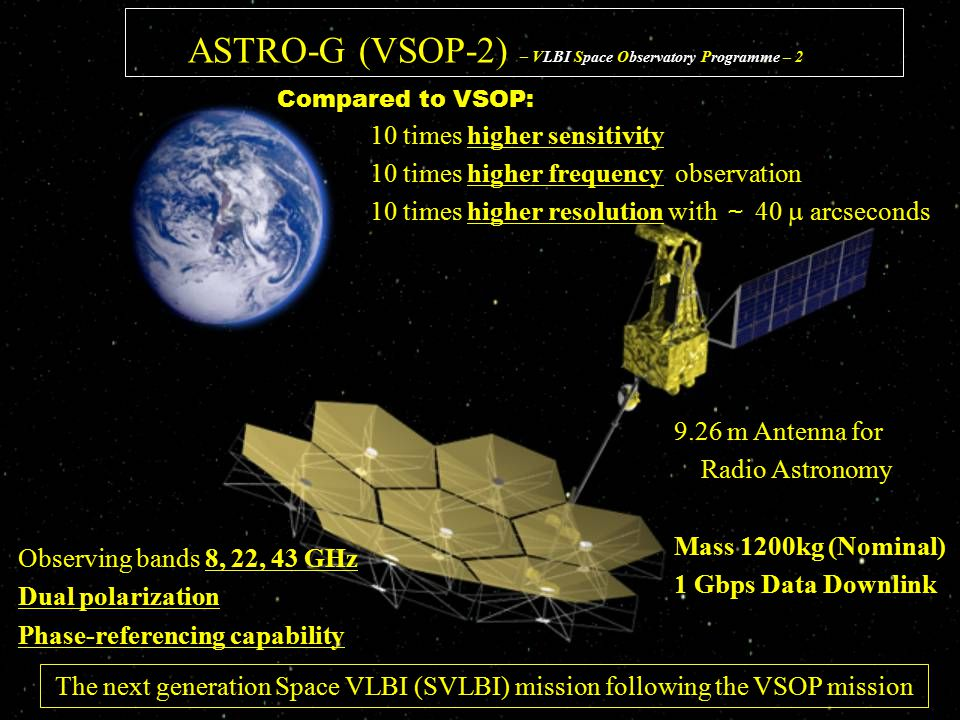 ASTRO-G (VSOP-2) – VLBI Space Observatory Programme – 2
Compared to VSOP:
10 times higher sensitivity
10 times higher frequency observation
10 times higher resolution with ~ 40 μ arcseconds
9.26 m Antenna for
Radio Astronomy
Mass 1200kg (Nominal)
1 Gbps Data Downlink
Observing bands 8, 22, 43 GHz
Dual polarization
Phase-referencing capability
The next generation Space VLBI (SVLBI) mission following the VSOP mission